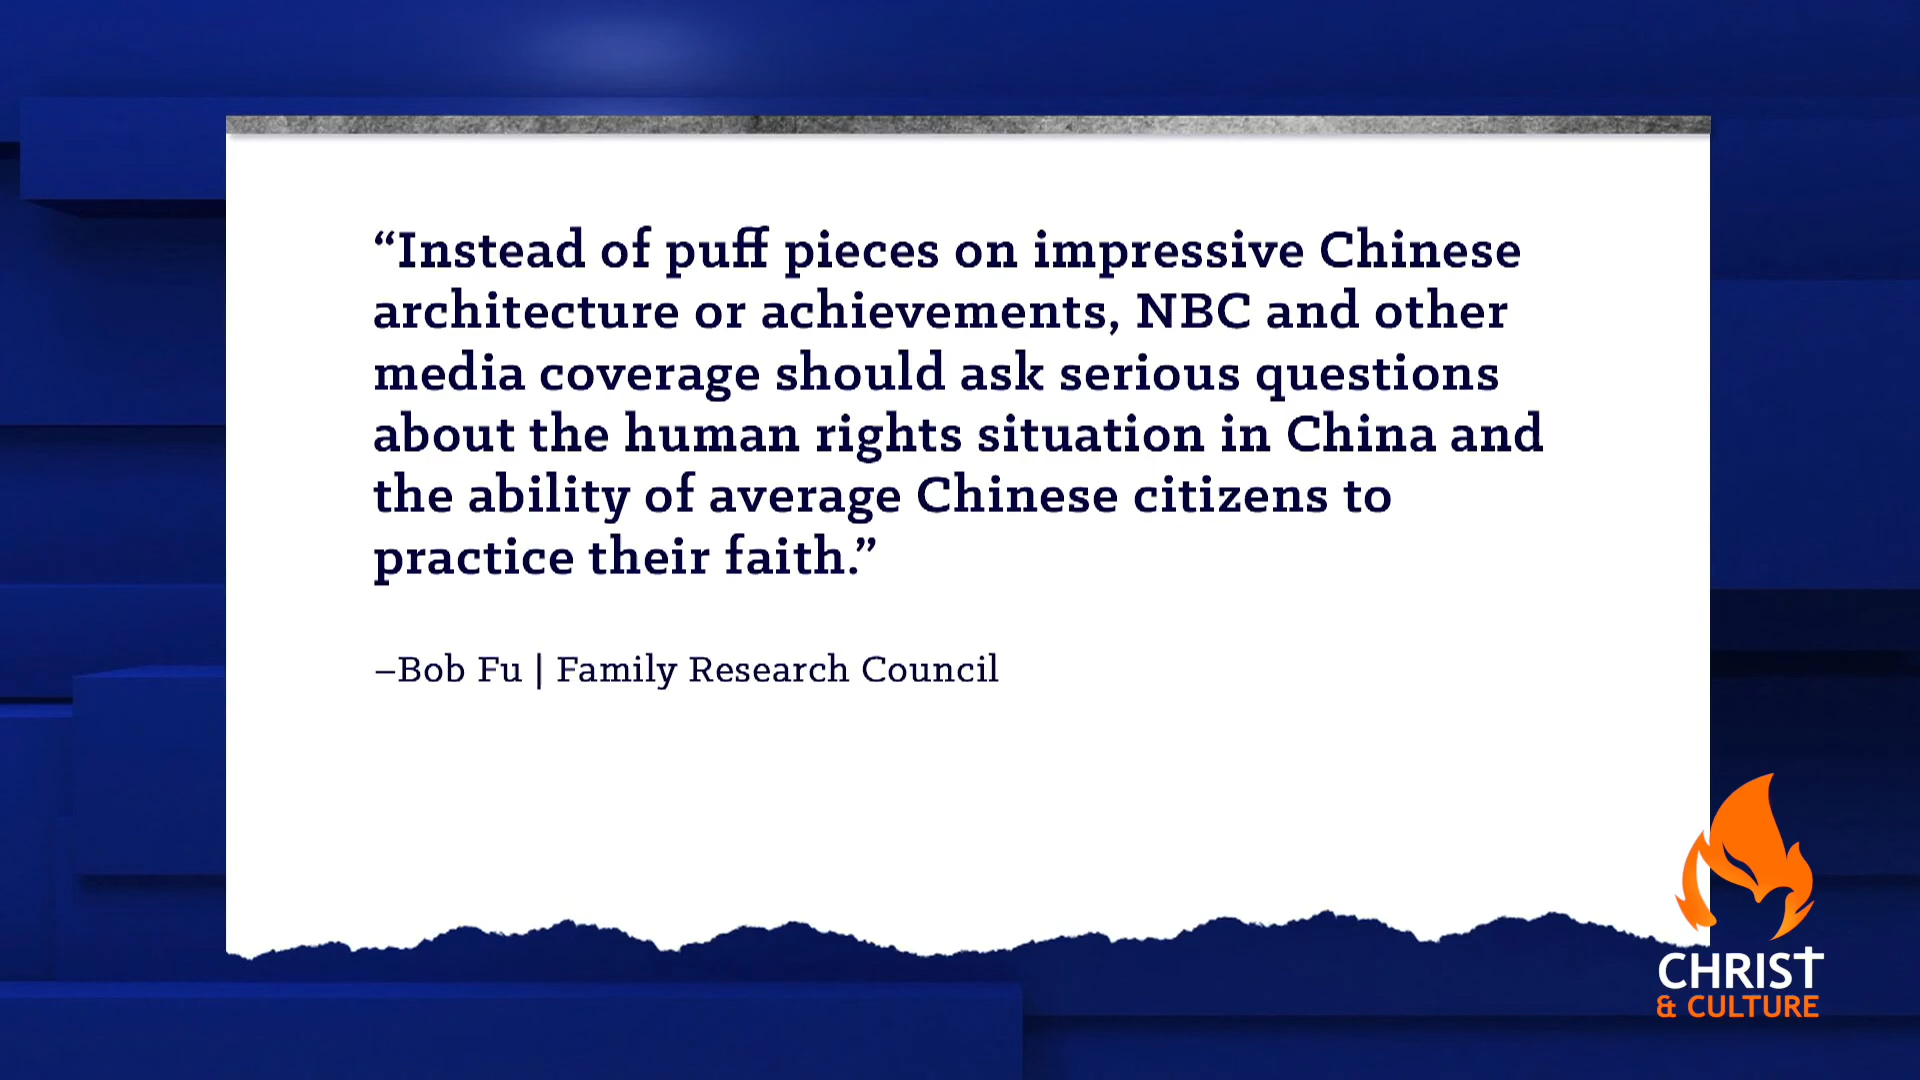 “Instead of puff pieces on impressive Chinese
architecture or achievements, NBC and other
media coverage should ask serious questions
about the human rights situation in China and
the ability of average Chinese citizens to
practice their faith.”
–Bob Fu | Family Research Council
CHRIST
& CULTURE